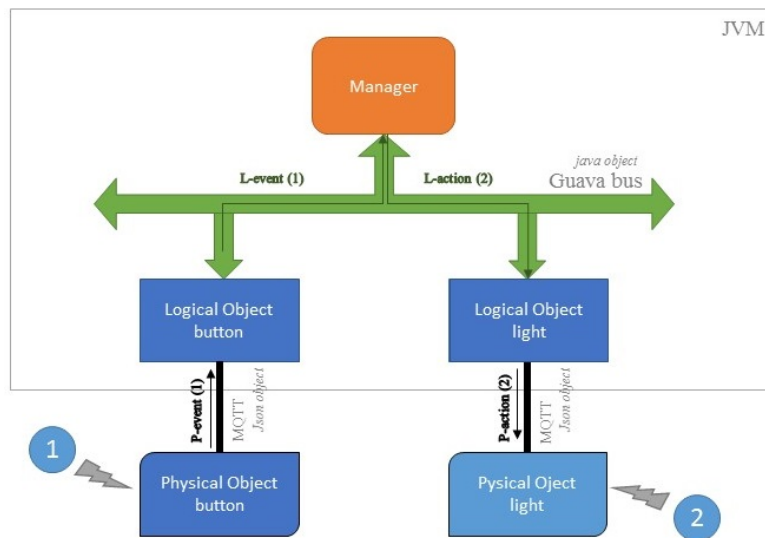 JVM
Manager
java object
L-event (1)
L-action (2)
Guava bus
Logical Object
button
Logical Object
light
P-event (1)
MQTT
Json object
P-action (2)
MQTT
Json object
1
Physical Object
button
Pysical Oject
light
2